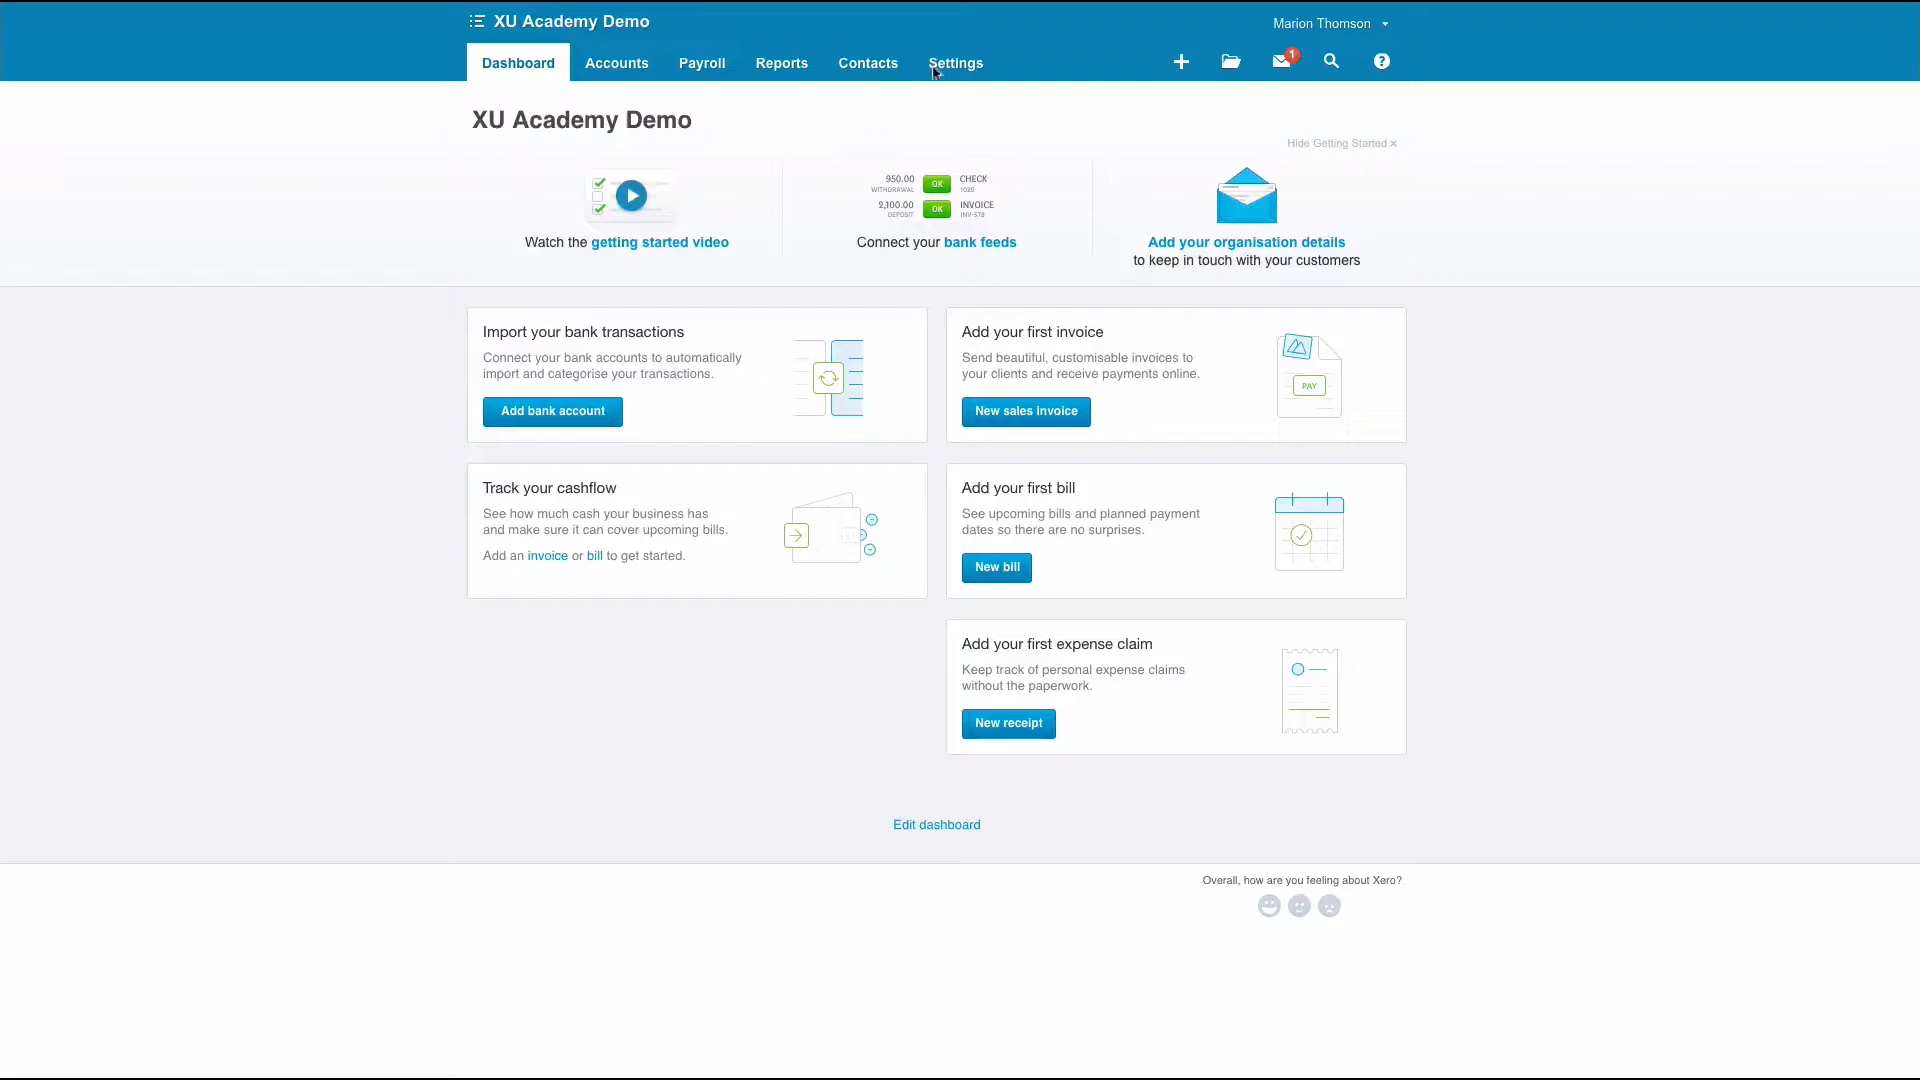 XU Academy Demo
Marion Thomson
Dashboard Accounts Payroll Reports Contacts Settings
1
?
XU Academy Demo
Hide Getting Started ×
950.00 OK CHECK
WITHDRAWAL 1029
2,100.00 OK INVOICE
DEPOSIT INV-578
Watch the getting started video
Connect your bank feeds
Add your organisation details
to keep in touch with your customers
Import your bank transactions
Connect your bank accounts to automatically
import and categorise your transactions.
Add bank account
Add your first invoice
Send beautiful, customisable invoices to
your clients and receive payments online.
PAY
New sales invoice
Track your cashflow
See how much cash your business has
and make sure it can cover upcoming bills.
Add an invoice or bill to get started.
Add your first bill
See upcoming bills and planned payment
dates so there are no surprises.
New bill
Add your first expense claim
Keep track of personal expense claims
without the paperwork.
New receipt
Edit dashboard
Overall, how are you feeling about Xero?